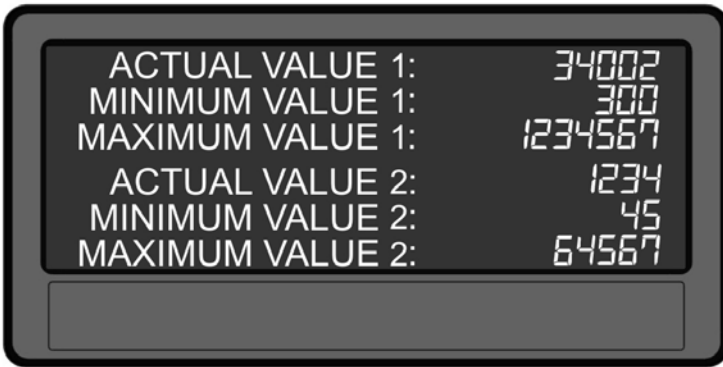 ACTUAL VALUE 1: 34002
MINIMUM VALUE 1: 300
MAXIMUM VALUE 1: 1234567
ACTUAL VALUE 2: 1234
MINIMUM VALUE 2: 45
MAXIMUM VALUE 2: 64567